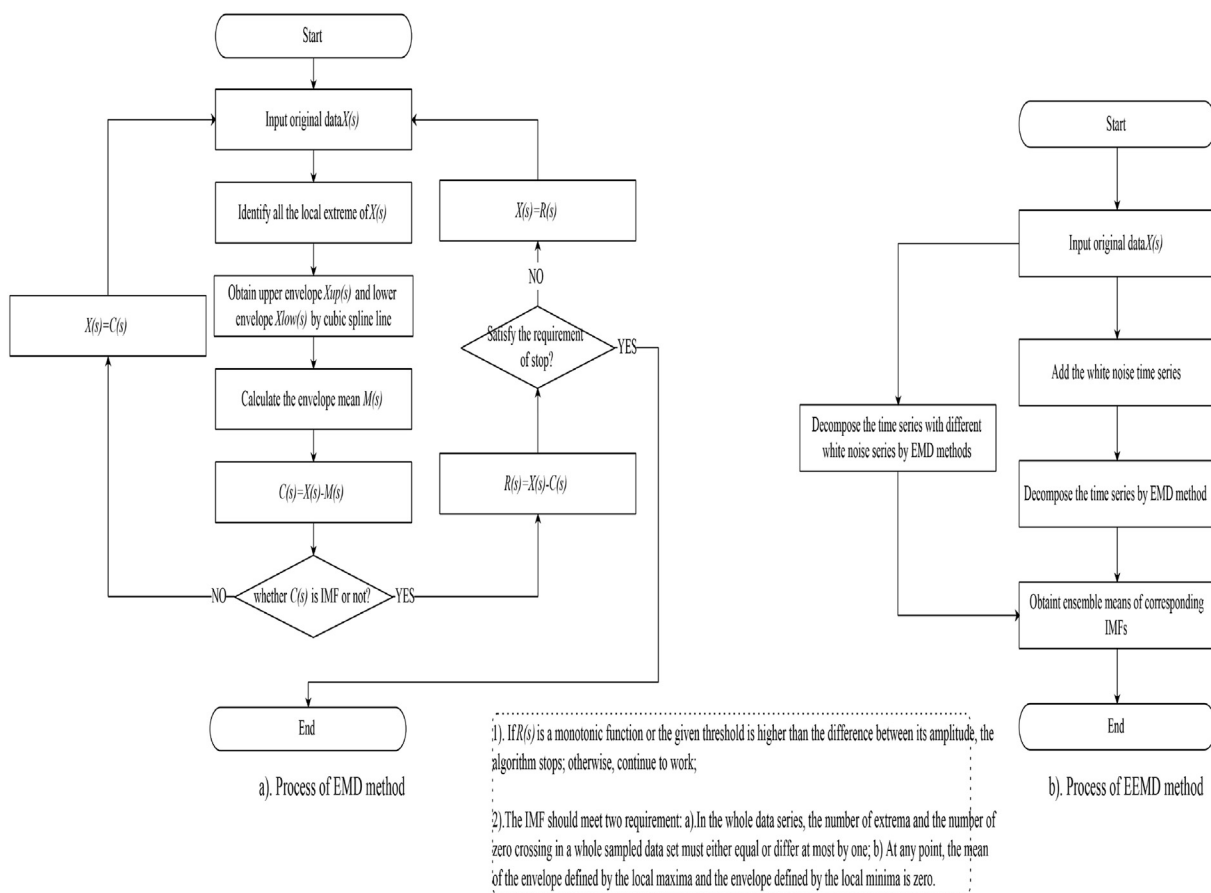 Start
Input original dataX(s)
Identify all the local extreme of X(s)
Obtain upper envelope Xup(s) and lower
envelope Xlow(s) by cubic spline line
Calculate the envelope mean M(s)
C(s)=X(s)-M(s)
whether C(s) is IMF or not?
NO
YES
X(s)=C(s)
R(s)=X(s)-C(s)
Satisfy the requirement
of stop?
NO
YES
X(s)=R(s)
End
a). Process of EMD method
1). If R(s) is a monotonic function or the given threshold is higher than the difference between its amplitude, the
algorithm stops; otherwise, continue to work;
2).The IMF should meet two requirement: a).In the whole data series, the number of extrema and the number of
zero crossing in a whole sampled data set must either equal or differ at most by one; b) At any point, the mean
of the envelope defined by the local maxima and the envelope defined by the local minima is zero.
Start
Input original dataX(s)
Add the white noise time series
Decompose the time series with different
white noise series by EMD methods
Decompose the time series by EMD method
Obtaint ensemble means of corresponding
IMFs
End
b). Process of EEMD method